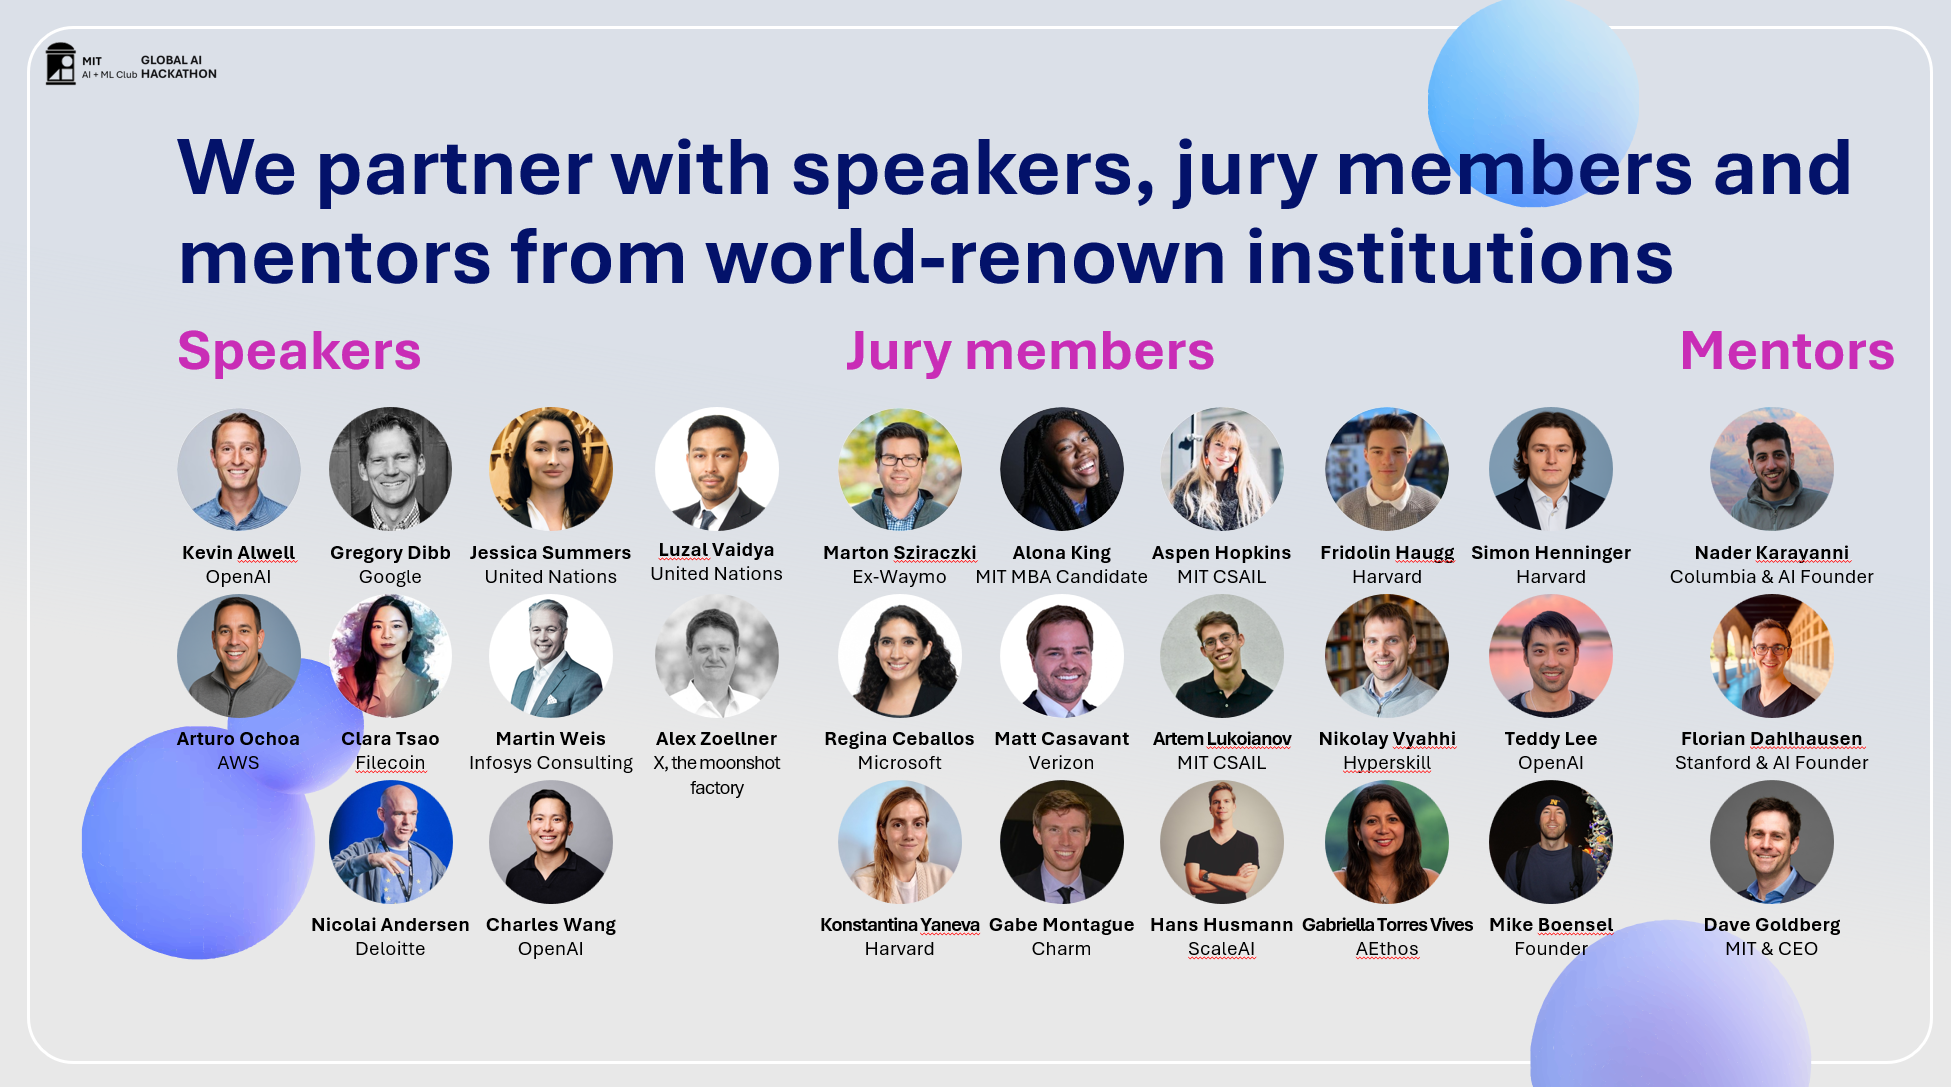 MIT
AI + ML Club
GLOBAL AI
HACKATHON
We partner with speakers, jury members and
mentors from world-renown institutions
Speakers
Kevin Alwell
OpenAI
Gregory Dibb
Google
Jessica Summers
United Nations
Luzal Vaidya
United Nations
Arturo Ochoa
AWS
Clara Tsao
Filecoin
Martin Weis
Infosys Consulting
Alex Zoellner
X, the moonshot
factory
Nicolai Andersen
Deloitte
Charles Wang
OpenAI
Jury members
Marton Sziraczki
Ex-Waymo
Alona King
MIT MBA Candidate
Aspen Hopkins
MIT CSAIL
Fridolin Haugg
Harvard
Simon Henninger
Harvard
Regina Ceballos
Microsoft
Matt Casavant
Verizon
Artem Lukoianov
MIT CSAIL
Nikolay Vyahhi
Hyperskill
Teddy Lee
OpenAI
Konstantina Yaneva
Harvard
Gabe Montague
Charm
Hans Husmann
ScaleAI
Gabriella Torres Vives
AEthos
Mike Boensel
Founder
Mentors
Nader Karayanni
Columbia & AI Founder
Florian Dahlhausen
Stanford & AI Founder
Dave Goldberg
MIT & CEO